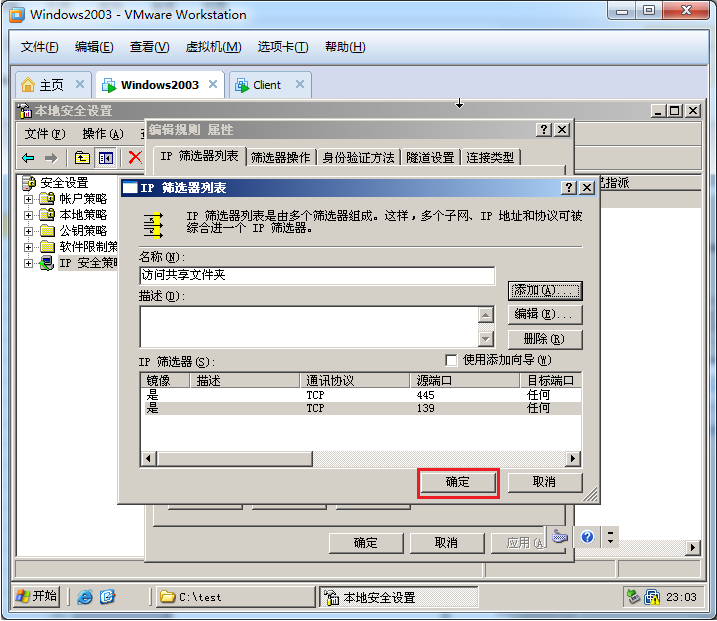 Windows2003 - VMware Workstation
文件(F) 编辑(E) 查看(V) 虚拟机(M) 选项卡(T) 帮助(H)
主页 Windows2003 Client
本地安全设置
文件(F) 操作(A)
编辑规则 属性
IP 筛选器列表 筛选器操作 身份验证方法 隧道设置 连接类型
安全设置
帐户策略
本地策略
公钥策略
软件限制策
IP 安全策略
指派
IP 筛选器列表
IP 筛选器列表是由多个筛选器组成。这样，多个子网、IP 地址和协议可被
综合进一个 IP 筛选器。
名称(N):
访问共享文件夹
描述(D):
添加(A)...
编辑(E)...
删除(R)
IP 筛选器(S):
使用添加向导(W)
镜像 描述 通讯协议 源端口 目标端口
是 TCP 445 任何
是 TCP 139 任何
确定 取消
确定 取消 应用(A)
开始 C:\test 本地安全设置 23:03